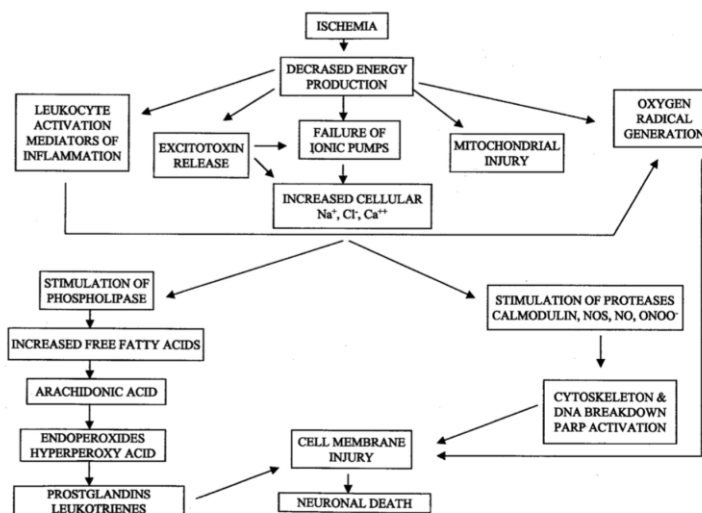 ISCHEMIA
DECRASED ENERGY
PRODUCTION
LEUKOCYTE
ACTIVATION
MEDIATORS OF
INFLAMMATION
EXCITOTOXIN
RELEASE
FAILURE OF
IONIC PUMPS
MITOCHONDRIAL
INJURY
OXYGEN
RADICAL
GENERATION
INCREASED CELLULAR
Na⁺, Cl⁻, Ca⁺⁺
STIMULATION OF
PHOSPHOLIPASE
INCREASED FREE FATTY ACIDS
ARACHIDONIC ACID
ENDOPEROXIDES
HYPERPEROXY ACID
PROSTGLANDINS
LEUKOTRIENES
STIMULATION OF PROTEASES
CALMODULIN, NOS, NO, ONOO⁻
CYTOSKELETON &
DNA BREAKDOWN
PARP ACTIVATION
CELL MEMBRANE
INJURY
NEURONAL DEATH